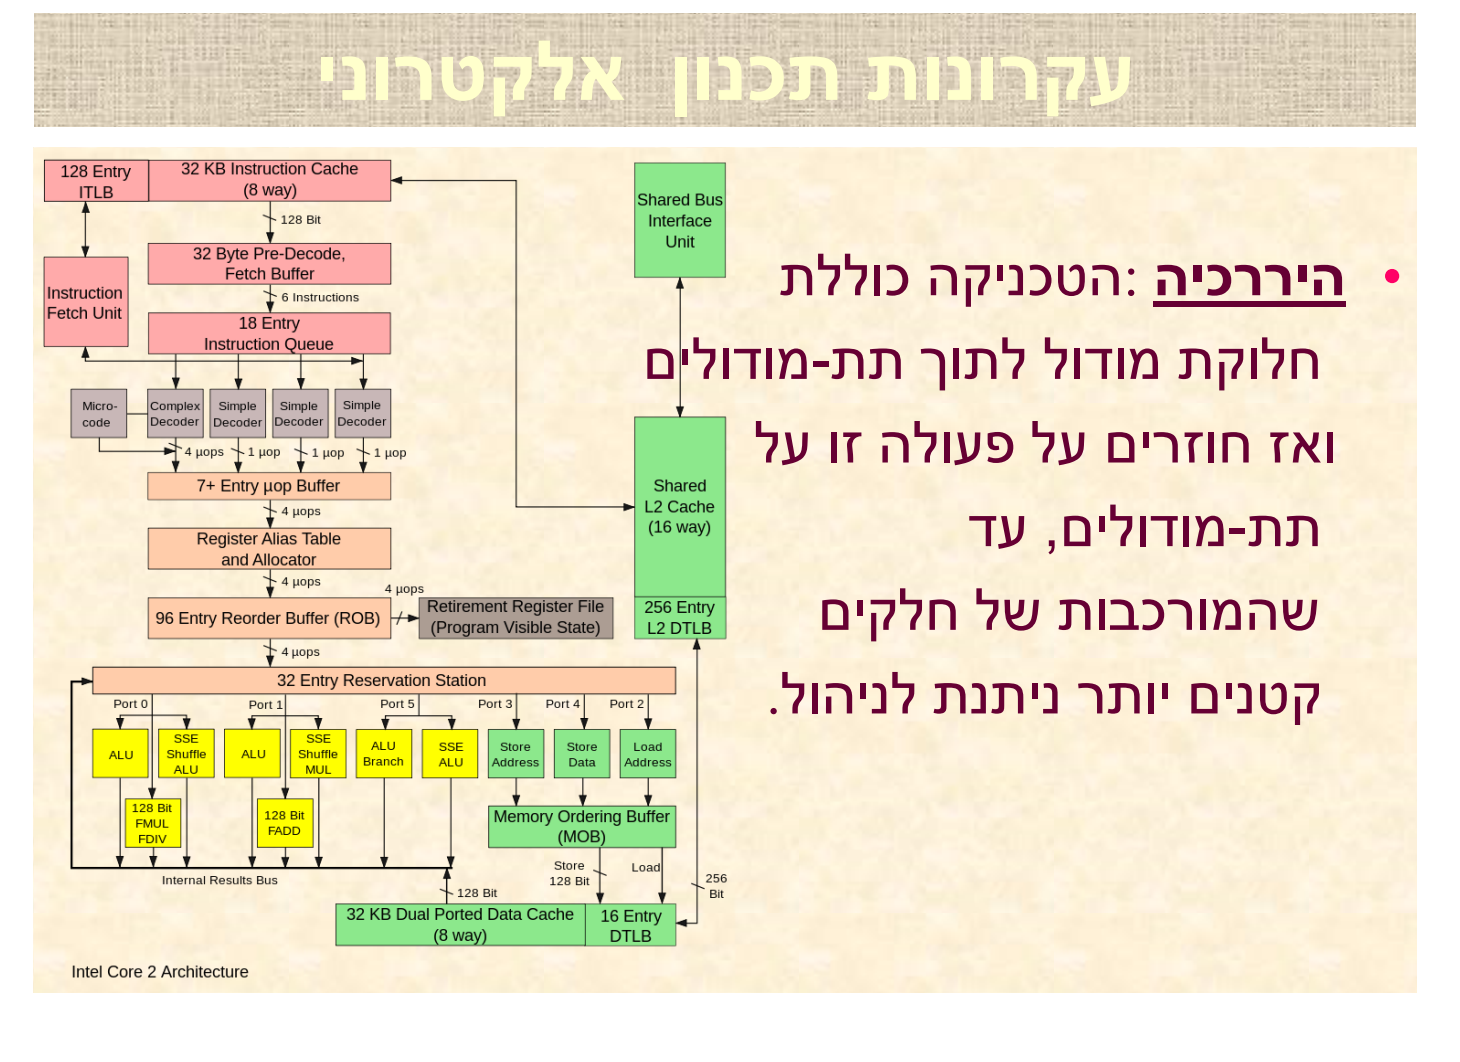 עקרונות תכנון אלקטרוני
• היררכיה: הטכניקה כוללת
חלוקת מודול לתוך תת-מודולים
ואז חוזרים על פעולה זו על
תת-מודולים, עד
שהמורכבות של חלקים
קטנים יותר ניתנת לניהול.
128 Entry
ITLB
32 KB Instruction Cache
(8 way)
128 Bit
32 Byte Pre-Decode,
Fetch Buffer
Instruction
Fetch Unit
6 Instructions
18 Entry
Instruction Queue
Micro-
code
Complex
Decoder
Simple
Decoder
Simple
Decoder
Simple
Decoder
4 µops
1 µop
1 µop
1 µop
7+ Entry µop Buffer
4 µops
Register Alias Table
and Allocator
4 µops
4 µops
96 Entry Reorder Buffer (ROB)
Retirement Register File
(Program Visible State)
4 µops
32 Entry Reservation Station
Port 0
Port 1
Port 5
Port 3
Port 4
Port 2
ALU
SSE
Shuffle
ALU
ALU
SSE
Shuffle
MUL
ALU
Branch
SSE
ALU
Store
Address
Store
Data
Load
Address
128 Bit
FMUL
FDIV
128 Bit
FADD
Memory Ordering Buffer
(MOB)
Internal Results Bus
Store
128 Bit
Load
128 Bit
256
Bit
32 KB Dual Ported Data Cache
(8 way)
16 Entry
DTLB
Shared Bus
Interface
Unit
Shared
L2 Cache
(16 way)
256 Entry
L2 DTLB
Intel Core 2 Architecture